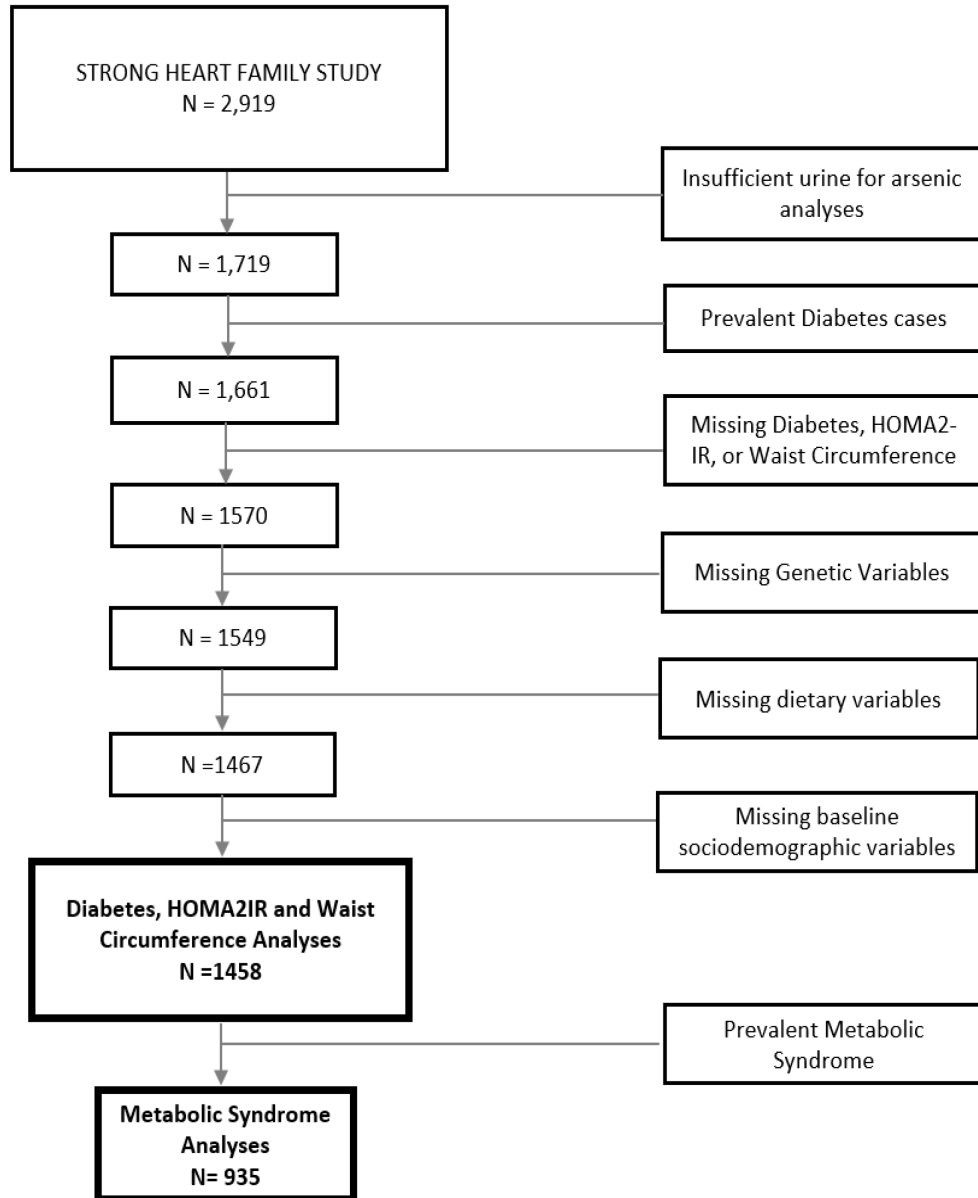 STRONG HEART FAMILY STUDY
N = 2,919
Insufficient urine for arsenic
analyses
N = 1,719
Prevalent Diabetes cases
N = 1,661
Missing Diabetes, HOMA2-
IR, or Waist Circumference
N = 1570
Missing Genetic Variables
N = 1549
Missing dietary variables
N =1467
Missing baseline
sociodemographic variables
Diabetes, HOMA2IR and Waist
Circumference Analyses
N =1458
Prevalent Metabolic
Syndrome
Metabolic Syndrome
Analyses
N= 935